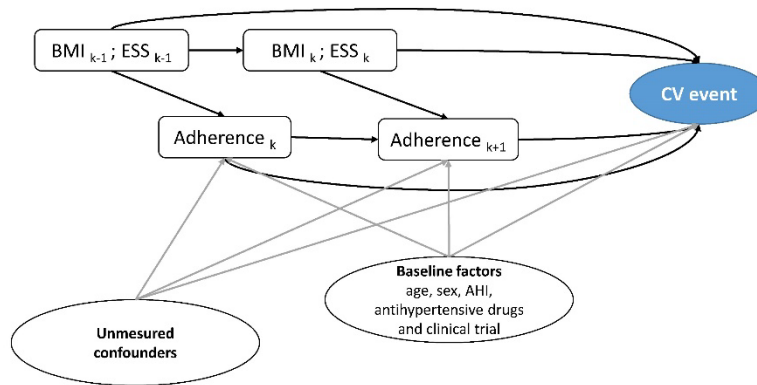 BMI k-1 ; ESS k-1
BMI k ; ESS k
CV event
Adherence k
Adherence k+1
Baseline factors
age, sex, AHI,
antihypertensive drugs
and clinical trial
Unmesured
confounders